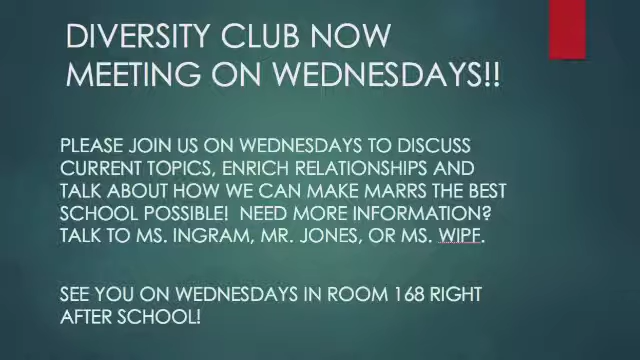 DIVERSITY CLUB NOW
MEETING ON WEDNESDAYS!!
PLEASE JOIN US ON WEDNESDAYS TO DISCUSS
CURRENT TOPICS, ENRICH RELATIONSHIPS AND
TALK ABOUT HOW WE CAN MAKE MARRS THE BEST
SCHOOL POSSIBLE!  NEED MORE INFORMATION?
TALK TO MS. INGRAM, MR. JONES, OR MS. WIPF.
SEE YOU ON WEDNESDAYS IN ROOM 168 RIGHT
AFTER SCHOOL!